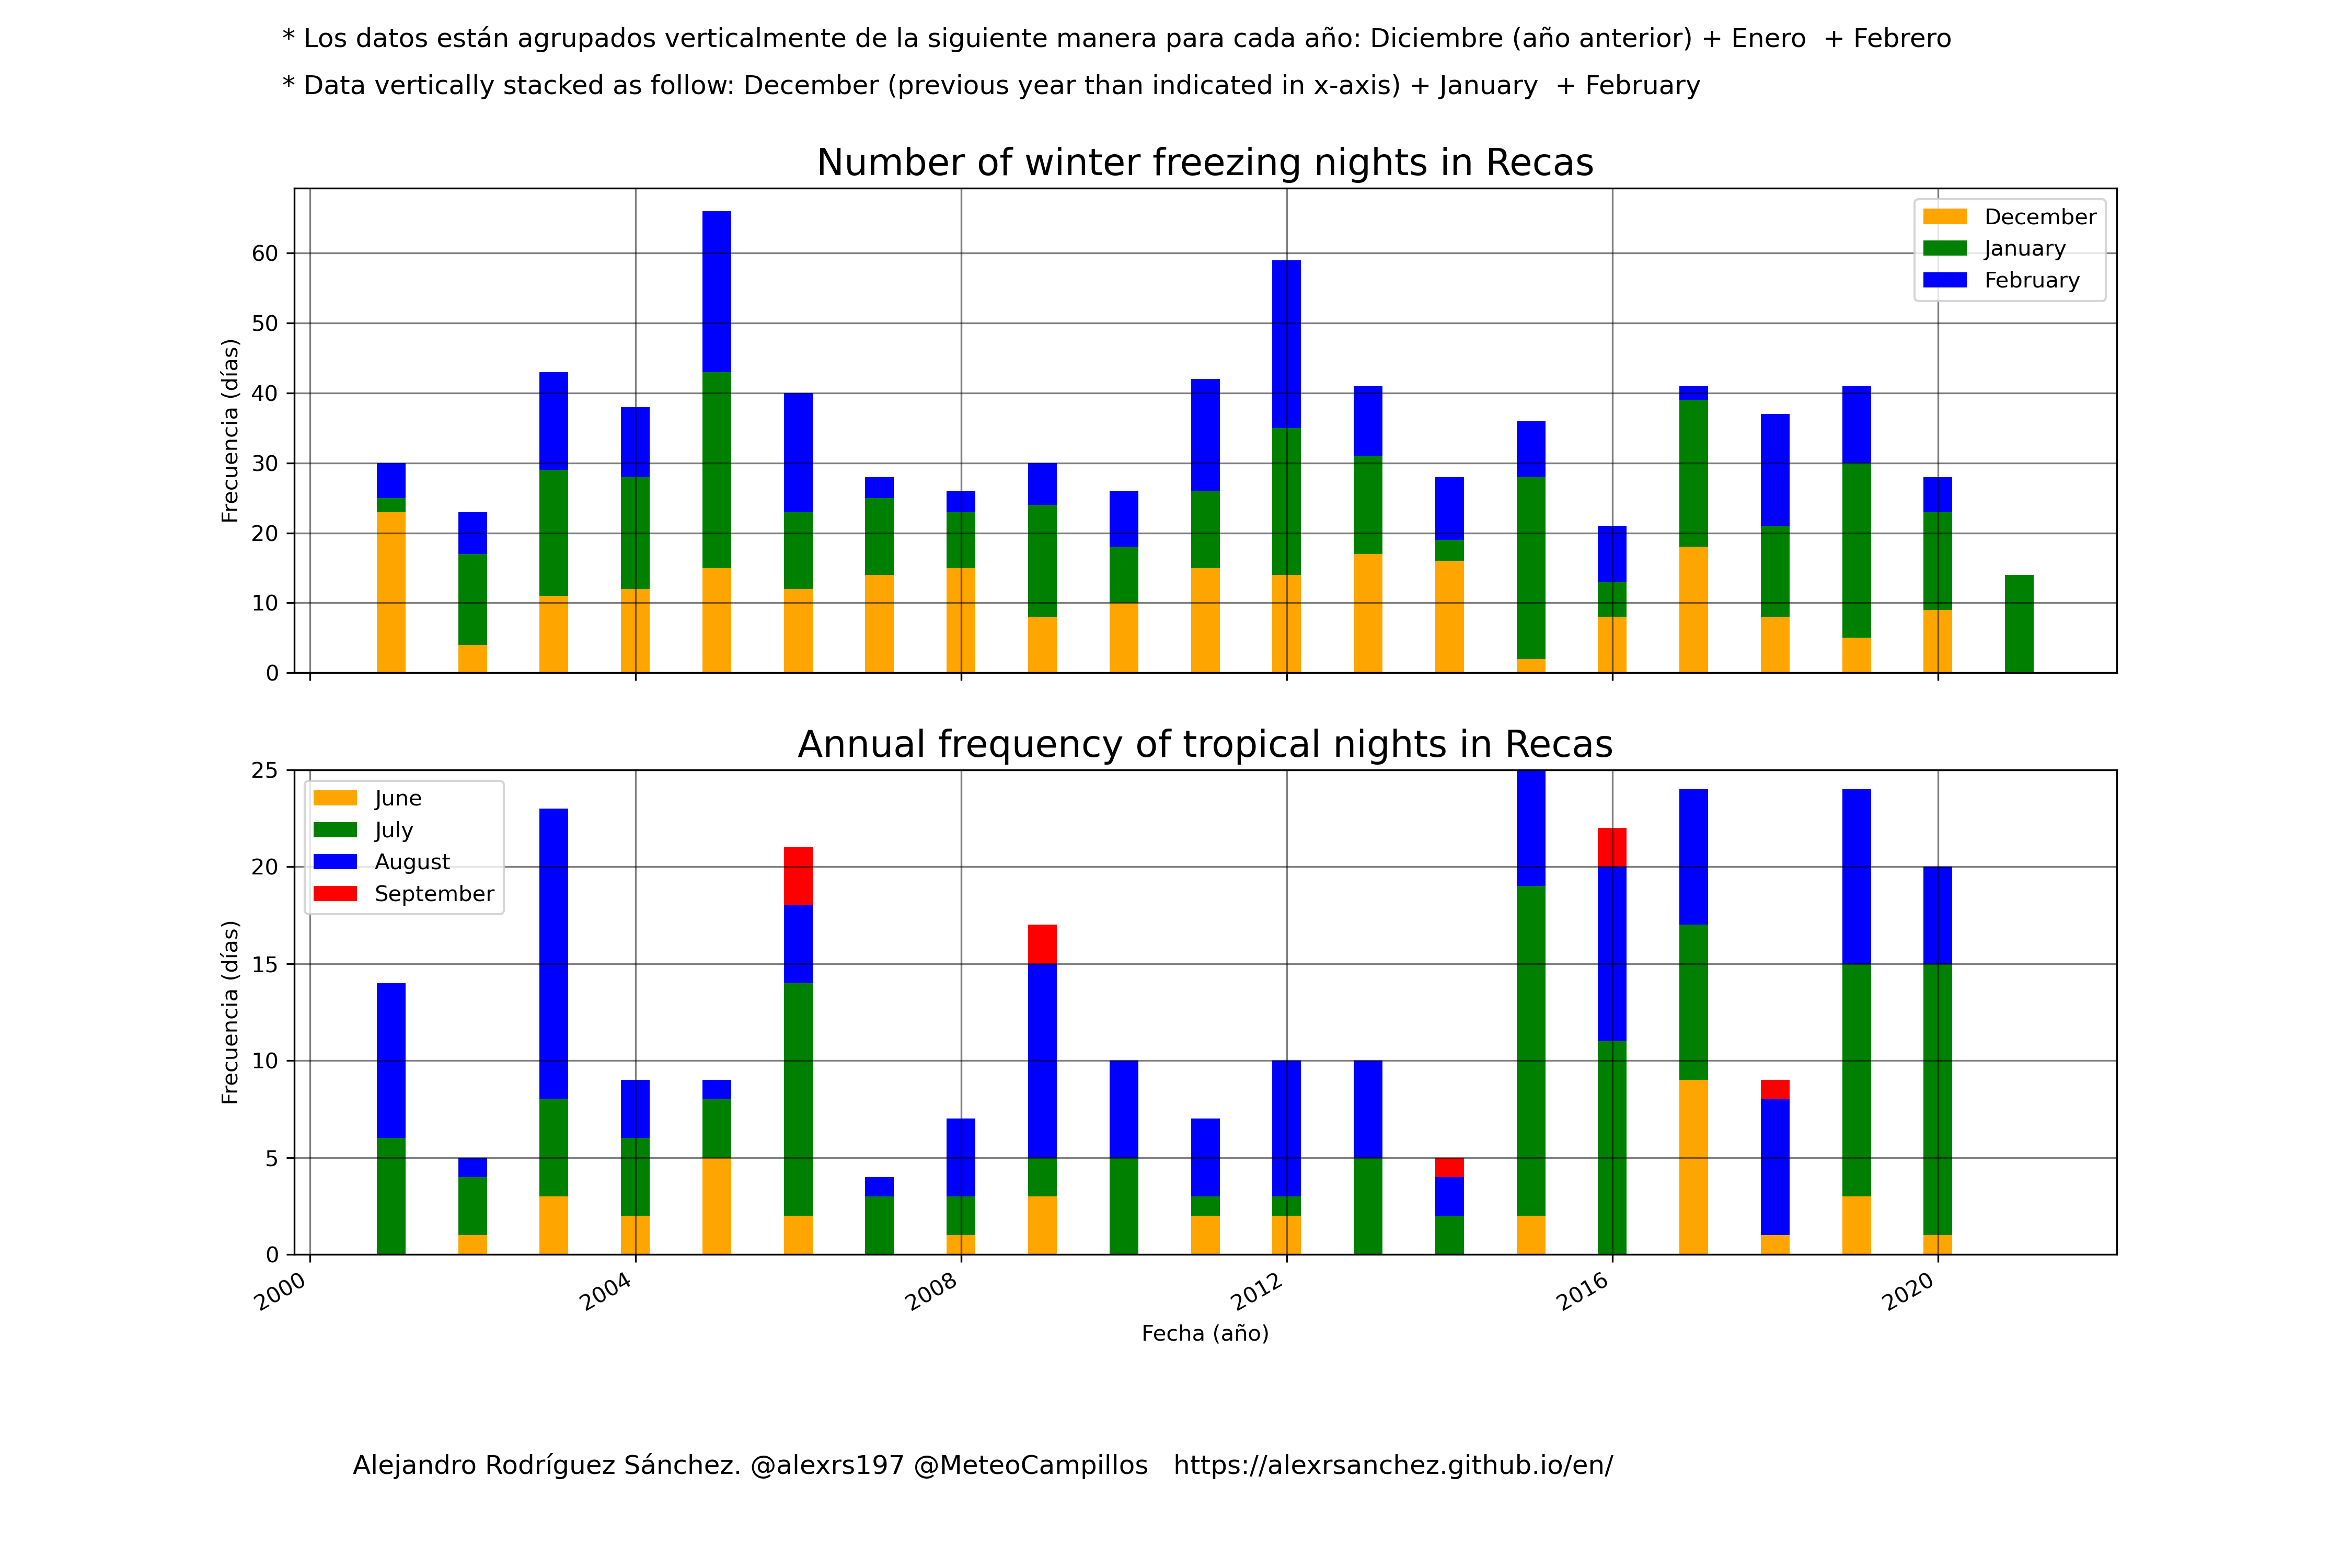 * Los datos están agrupados verticalmente de la siguiente manera para cada año: Diciembre (año anterior) + Enero  + Febrero
* Data vertically stacked as follow: December (previous year than indicated in x-axis) + January  + February
Number of winter freezing nights in Recas
Frecuencia (días)
60
50
40
30
20
10
0
December
January
February
Annual frequency of tropical nights in Recas
Frecuencia (días)
25
20
15
10
5
0
June
July
August
September
2000
2004
2008
2012
2016
2020
Fecha (año)
Alejandro Rodríguez Sánchez. @alexrs197 @MeteoCampillos   https://alexrsanchez.github.io/en/